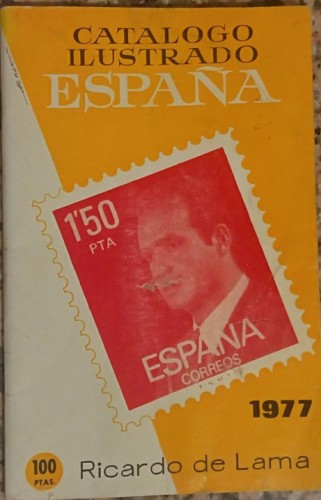 CATALOGO
ILUSTRADO
ESPAÑA
1'50
PTA
ESPAÑA
CORREOS
1977
100
PTAS.
Ricardo de Lama